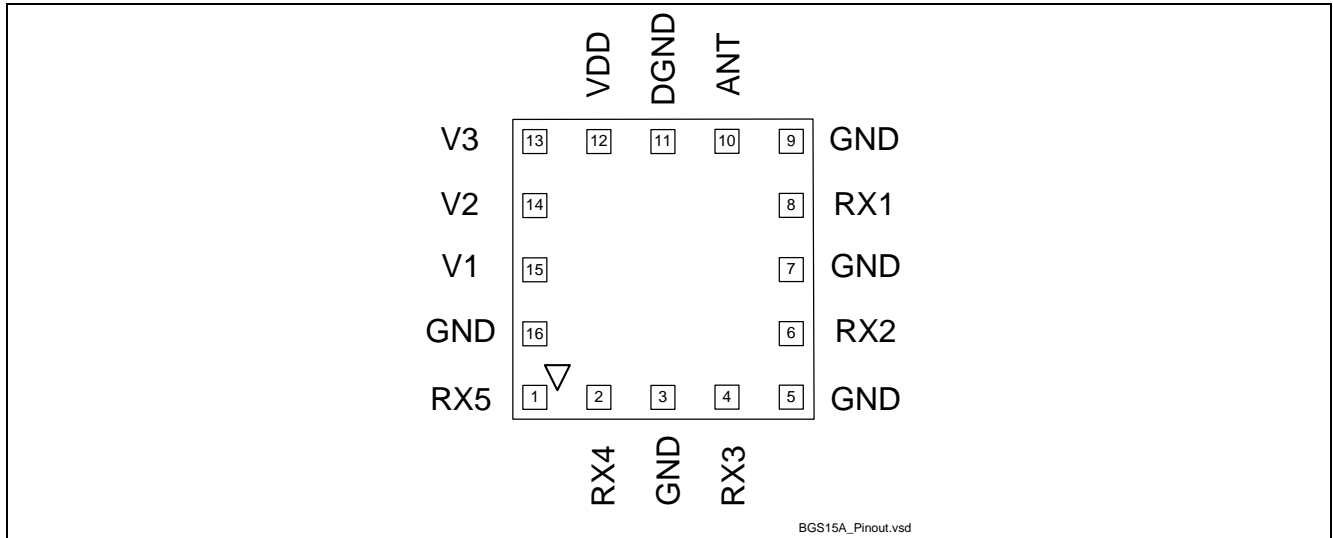 VDD DGND ANT
V3 13 12 11 10 9 GND
V2 14 8 RX1
V1 15 7 GND
GND 16 6 RX2
RX5 1 2 3 4 5 GND
RX4 GND RX3
BGS15A_Pinout.vsd